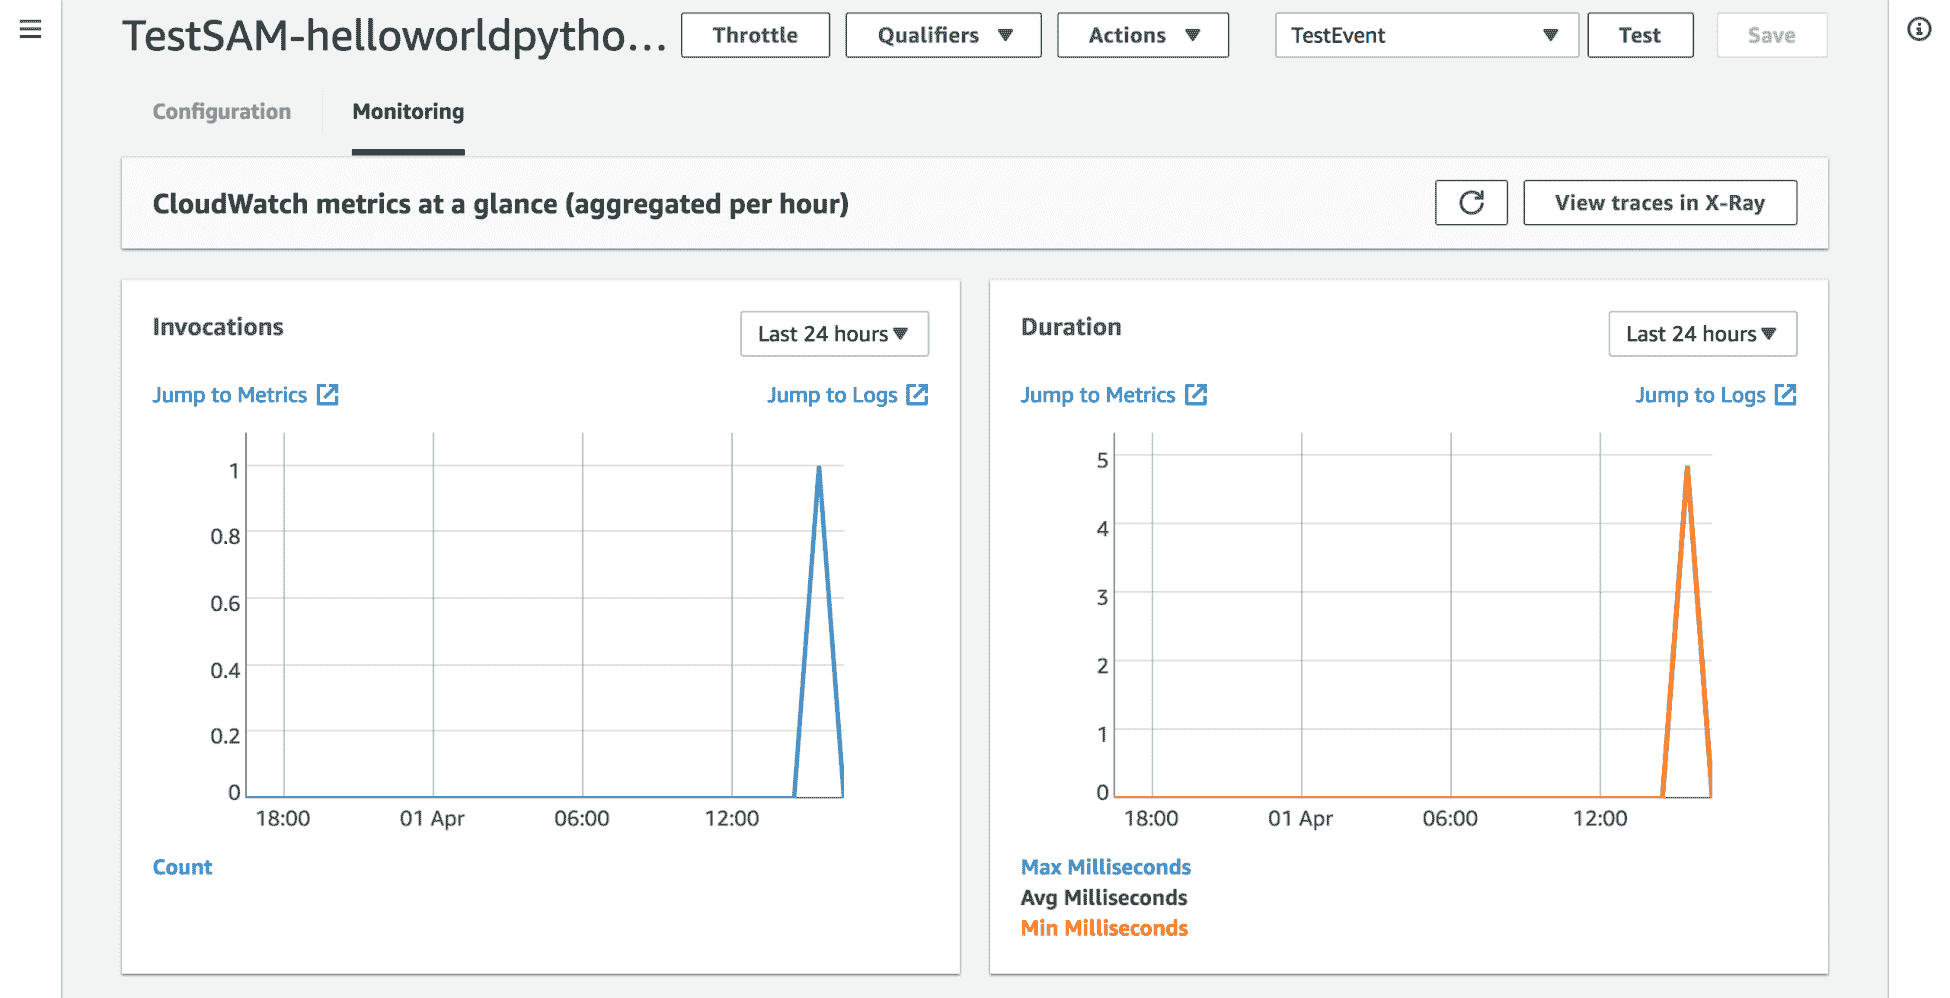 TestSAM-helloworldpytho...
Throttle
Qualifiers
Actions
TestEvent
Test
Save
Configuration
Monitoring
CloudWatch metrics at a glance (aggregated per hour)
View traces in X-Ray
Invocations
Last 24 hours
Jump to Metrics
Jump to Logs
1
0.8
0.6
0.4
0.2
0
18:00
01 Apr
06:00
12:00
Count
Duration
Last 24 hours
Jump to Metrics
Jump to Logs
5
4
3
2
1
0
18:00
01 Apr
06:00
12:00
Max Milliseconds
Avg Milliseconds
Min Milliseconds